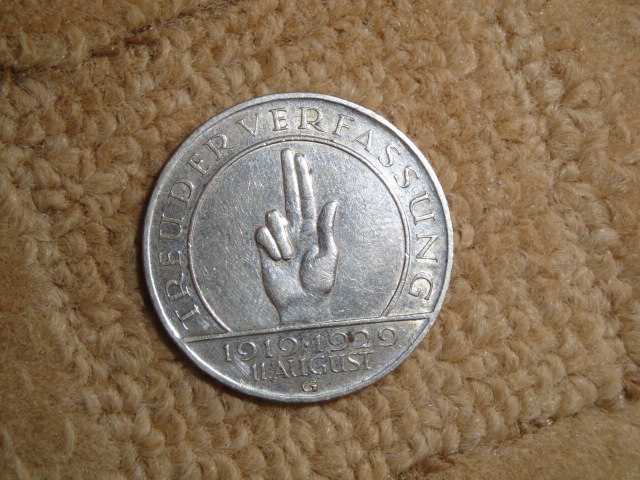 TREU DER VERFASSUNG
1919·1929
11.AUGUST
G